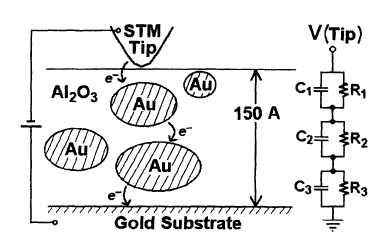 STM
Tip
V(Tip)
e⁻
Al₂O₃
Au
Au
150 A
e⁻
Au
Au
e⁻
Gold Substrate
C₁
R₁
C₂
R₂
C₃
R₃